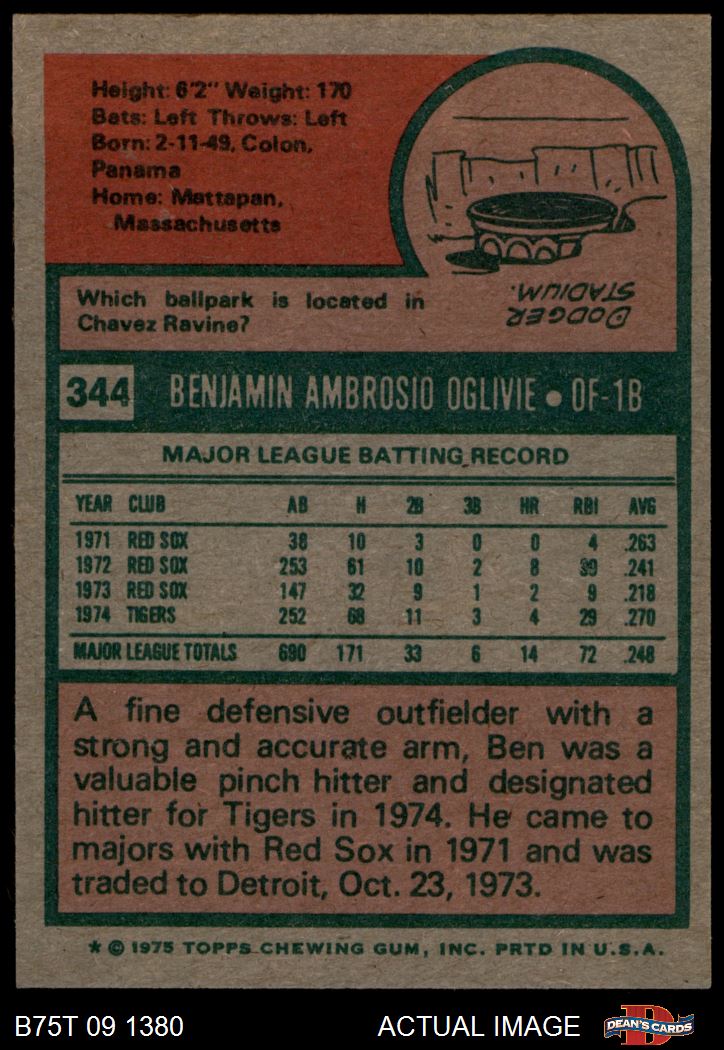 Height: 6'2" Weight: 170
Bats: Left Throws: Left
Born: 2-11-49, Colon,
Panama
Home: Mattapan,
Massachusetts
Which ballpark is located in
Chavez Ravine?
DODGER
STADIUM.
344 BENJAMIN AMBROSIO OGLIVIE • OF-1B
MAJOR LEAGUE BATTING RECORD
YEAR CLUB AB H 2B 3B HR RBI AVG
1971 RED SOX 38 10 3 0 0 4 .263
1972 RED SOX 253 61 10 2 8 30 .241
1973 RED SOX 147 32 9 1 2 9 .218
1974 TIGERS 252 68 11 3 4 29 .270
MAJOR LEAGUE TOTALS 690 171 33 6 14 72 .248
A fine defensive outfielder with a
strong and accurate arm, Ben was a
valuable pinch hitter and designated
hitter for Tigers in 1974. He came to
majors with Red Sox in 1971 and was
traded to Detroit, Oct. 23, 1973.
* © 1975 TOPPS CHEWING GUM, INC. PRTD IN U.S.A.
B75T 09 1380 ACTUAL IMAGE DEAN'S CARDS